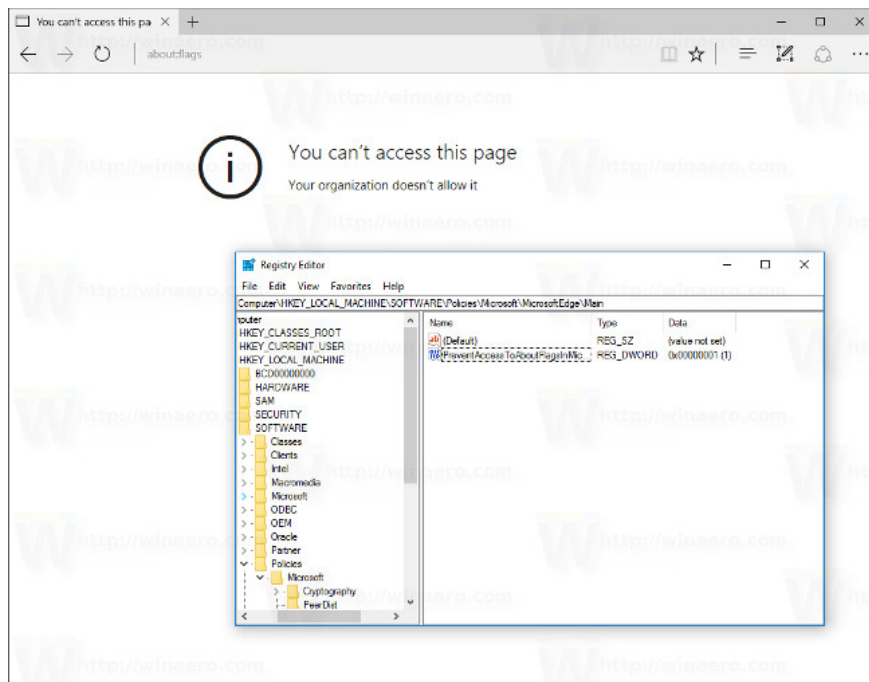 You can't access this pa
about:flags
You can't access this page
Your organization doesn't allow it
Registry Editor
File Edit View Favorites Help
Computer\HKEY_LOCAL_MACHINE\SOFTWARE\Policies\Microsoft\MicrosoftEdge\Main
nputer
HKEY_CLASSES_ROOT
HKEY_CURRENT_USER
HKEY_LOCAL_MACHINE
BCD00000000
HARDWARE
SAM
SECURITY
SOFTWARE
Classes
Clients
Intel
Macromedia
Microsoft
ODBC
OEM
Oracle
Partner
Policies
Microsoft
Cryptography
PeerDist
Name Type Data
(Default) REG_SZ (value not set)
PreventAccessToAboutFlagsInMic... REG_DWORD 0x00000001 (1)
http://winaero.com